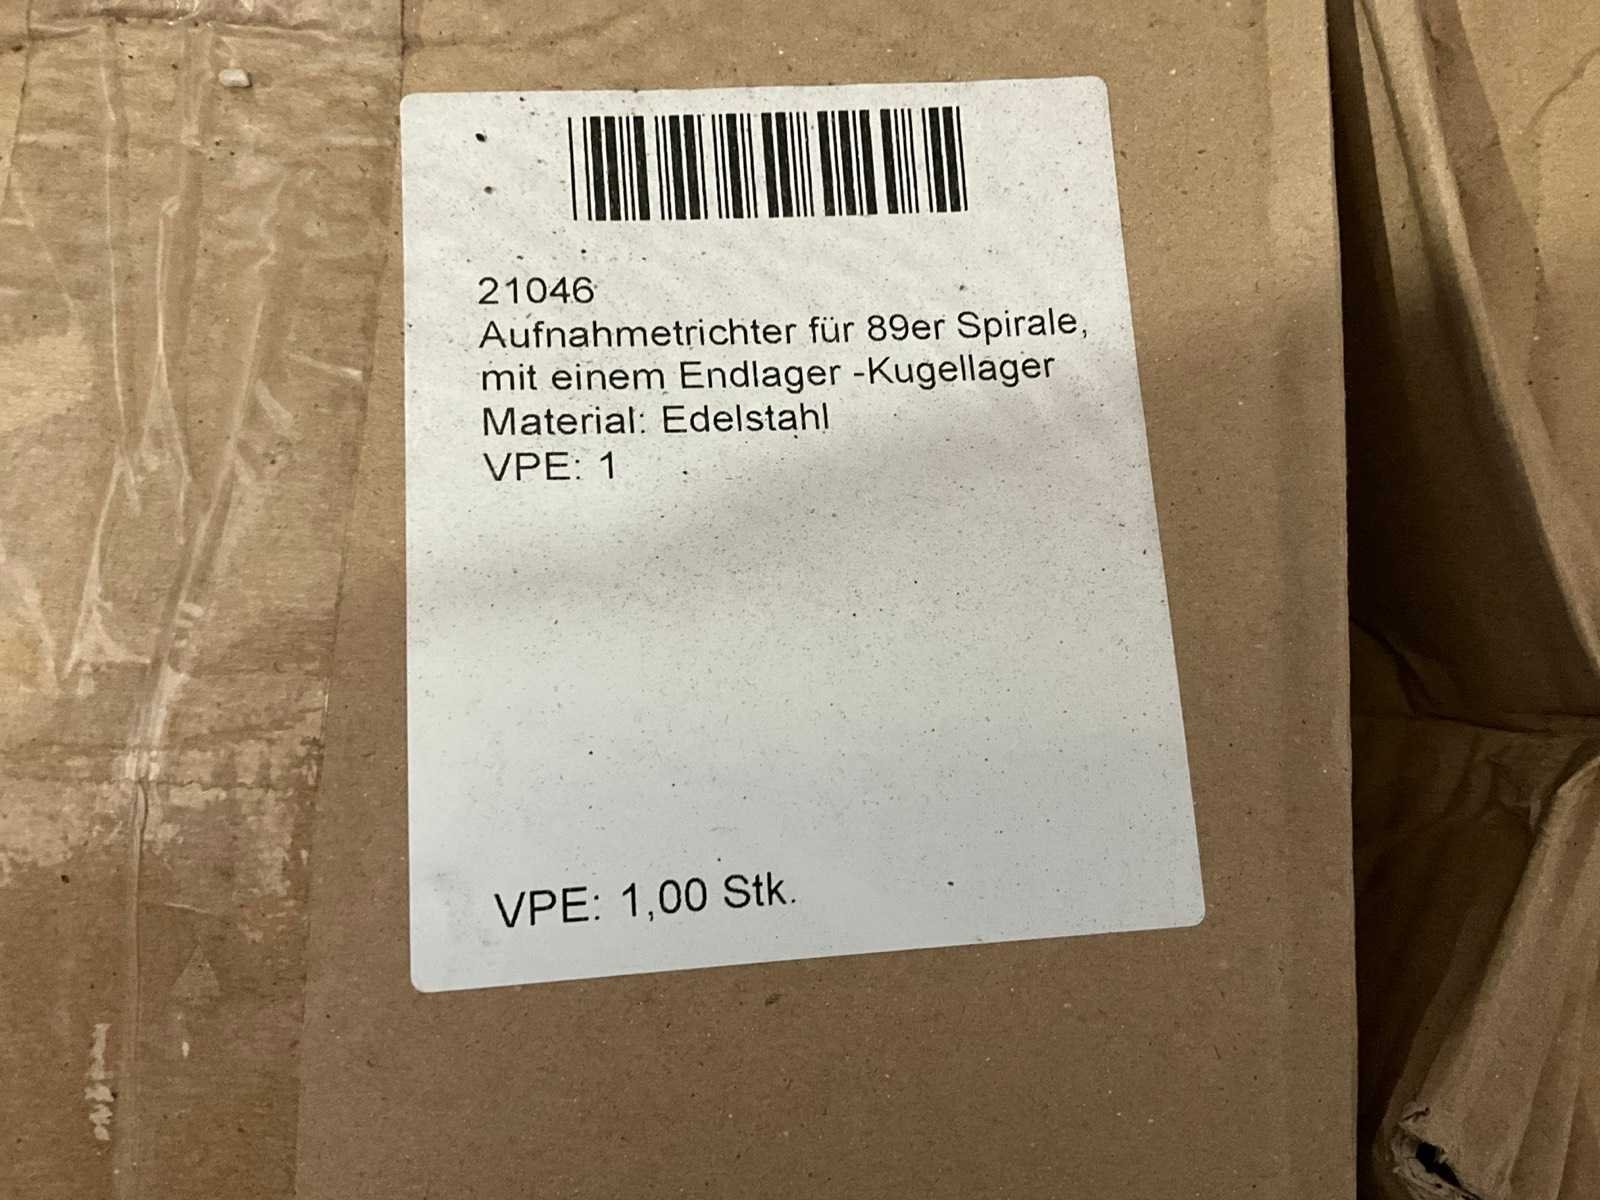 21046
Aufnahmetrichter für 89er Spirale,
mit einem Endlager -Kugellager
Material: Edelstahl
VPE: 1
VPE: 1,00 Stk.